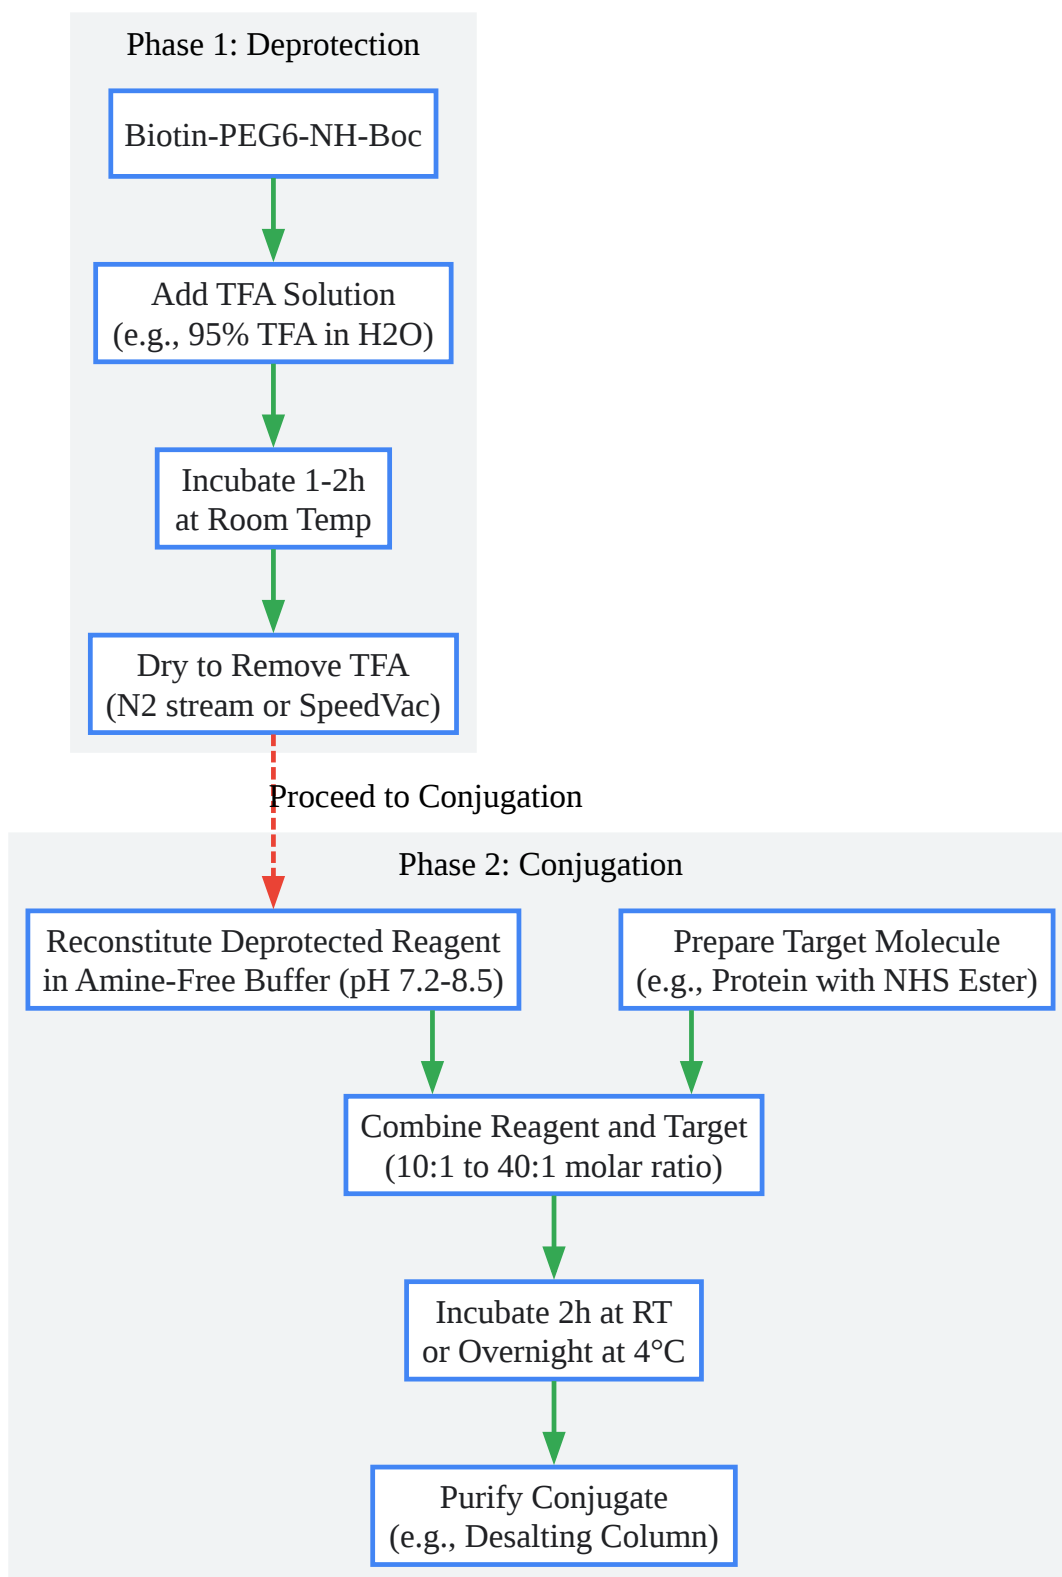 Phase 1: Deprotection
Biotin-PEG6-NH-Boc
Add TFA Solution
(e.g., 95% TFA in H2O)
Incubate 1-2h
at Room Temp
Dry to Remove TFA
(N2 stream or SpeedVac)
Proceed to Conjugation
Phase 2: Conjugation
Reconstitute Deprotected Reagent
in Amine-Free Buffer (pH 7.2-8.5)
Prepare Target Molecule
(e.g., Protein with NHS Ester)
Combine Reagent and Target
(10:1 to 40:1 molar ratio)
Incubate 2h at RT
or Overnight at 4°C
Purify Conjugate
(e.g., Desalting Column)